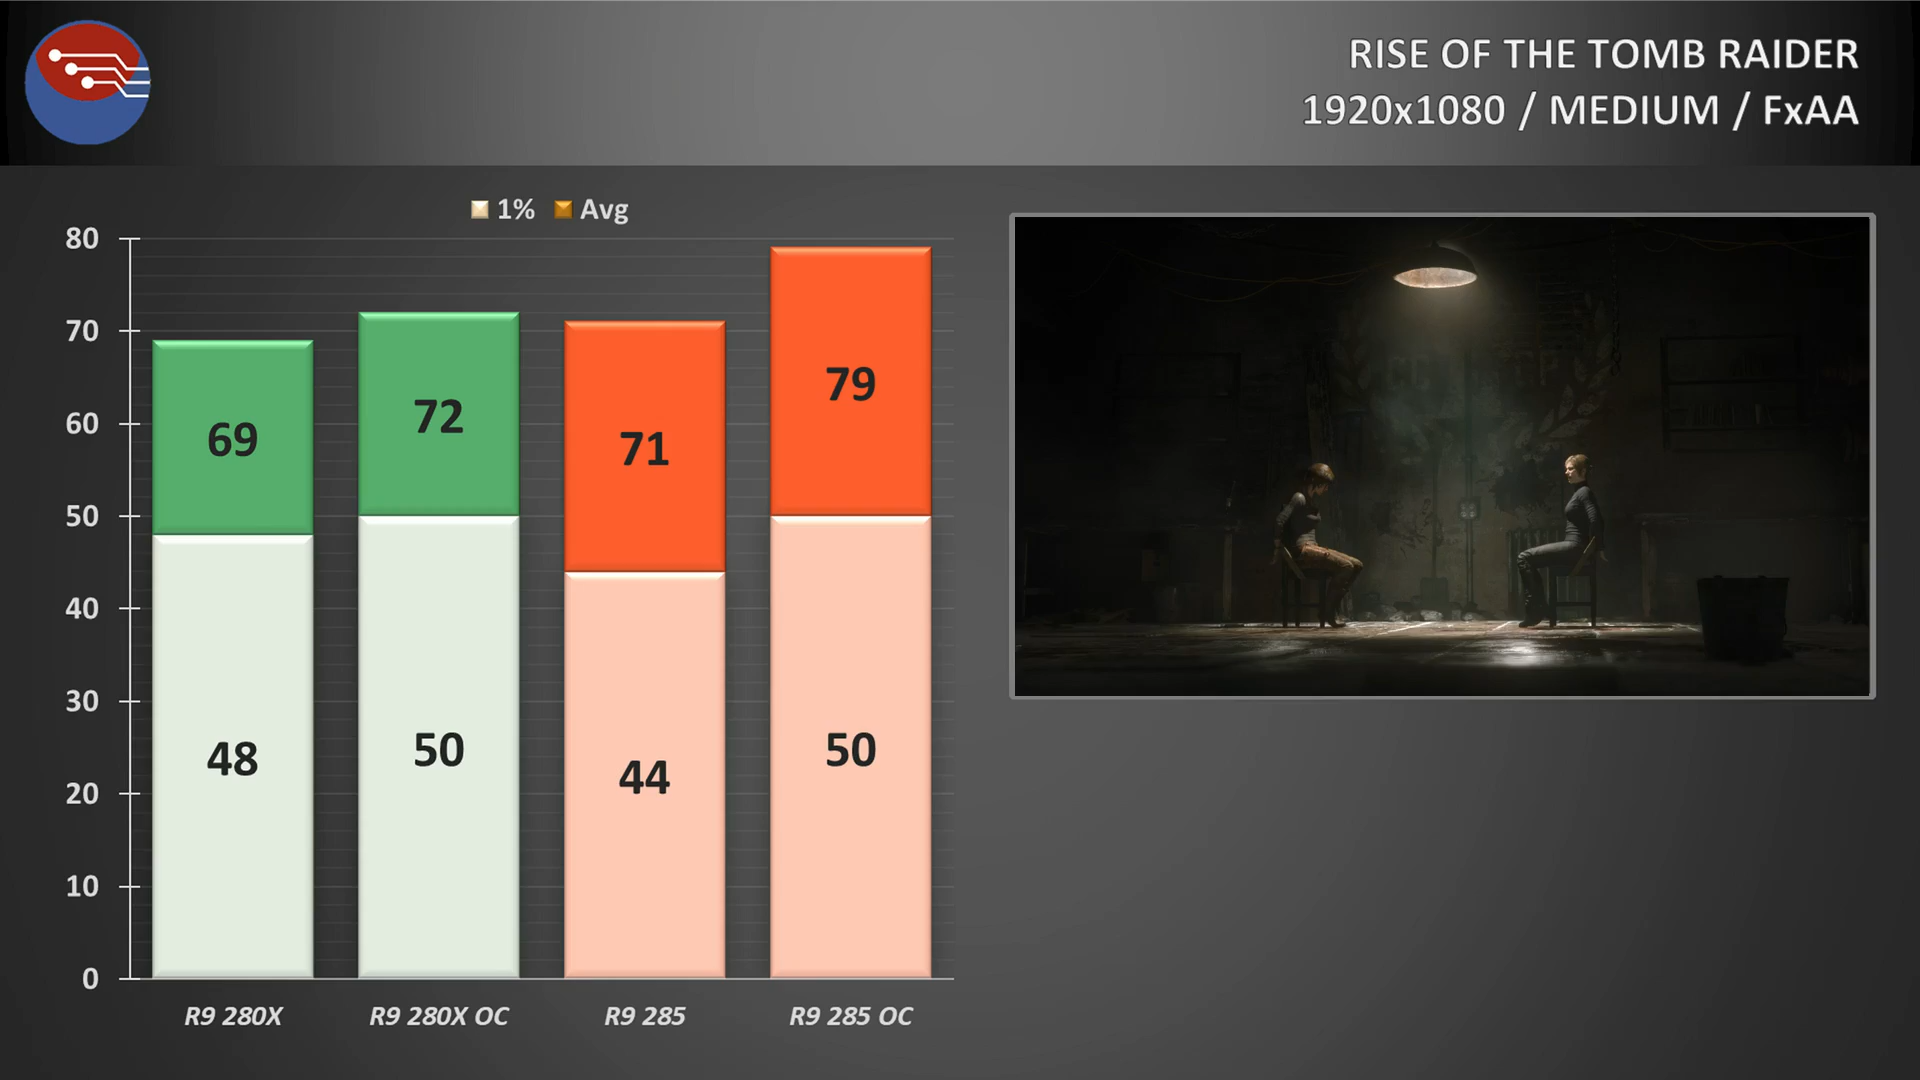 RISE OF THE TOMB RAIDER
1920x1080 / MEDIUM / FxAA
1% Avg
80
70
60
50
40
30
20
10
0
69
72
71
79
48
50
44
50
R9 280X
R9 280X OC
R9 285
R9 285 OC